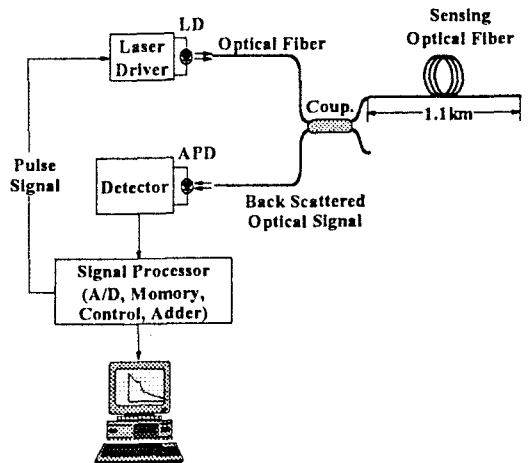 LD
Laser
Driver
Optical Fiber
Sensing
Optical Fiber
Coup.
1.1km
Pulse
Signal
APD
Detector
Back Scattered
Optical Signal
Signal Processor
(A/D, Momory,
Control, Adder)